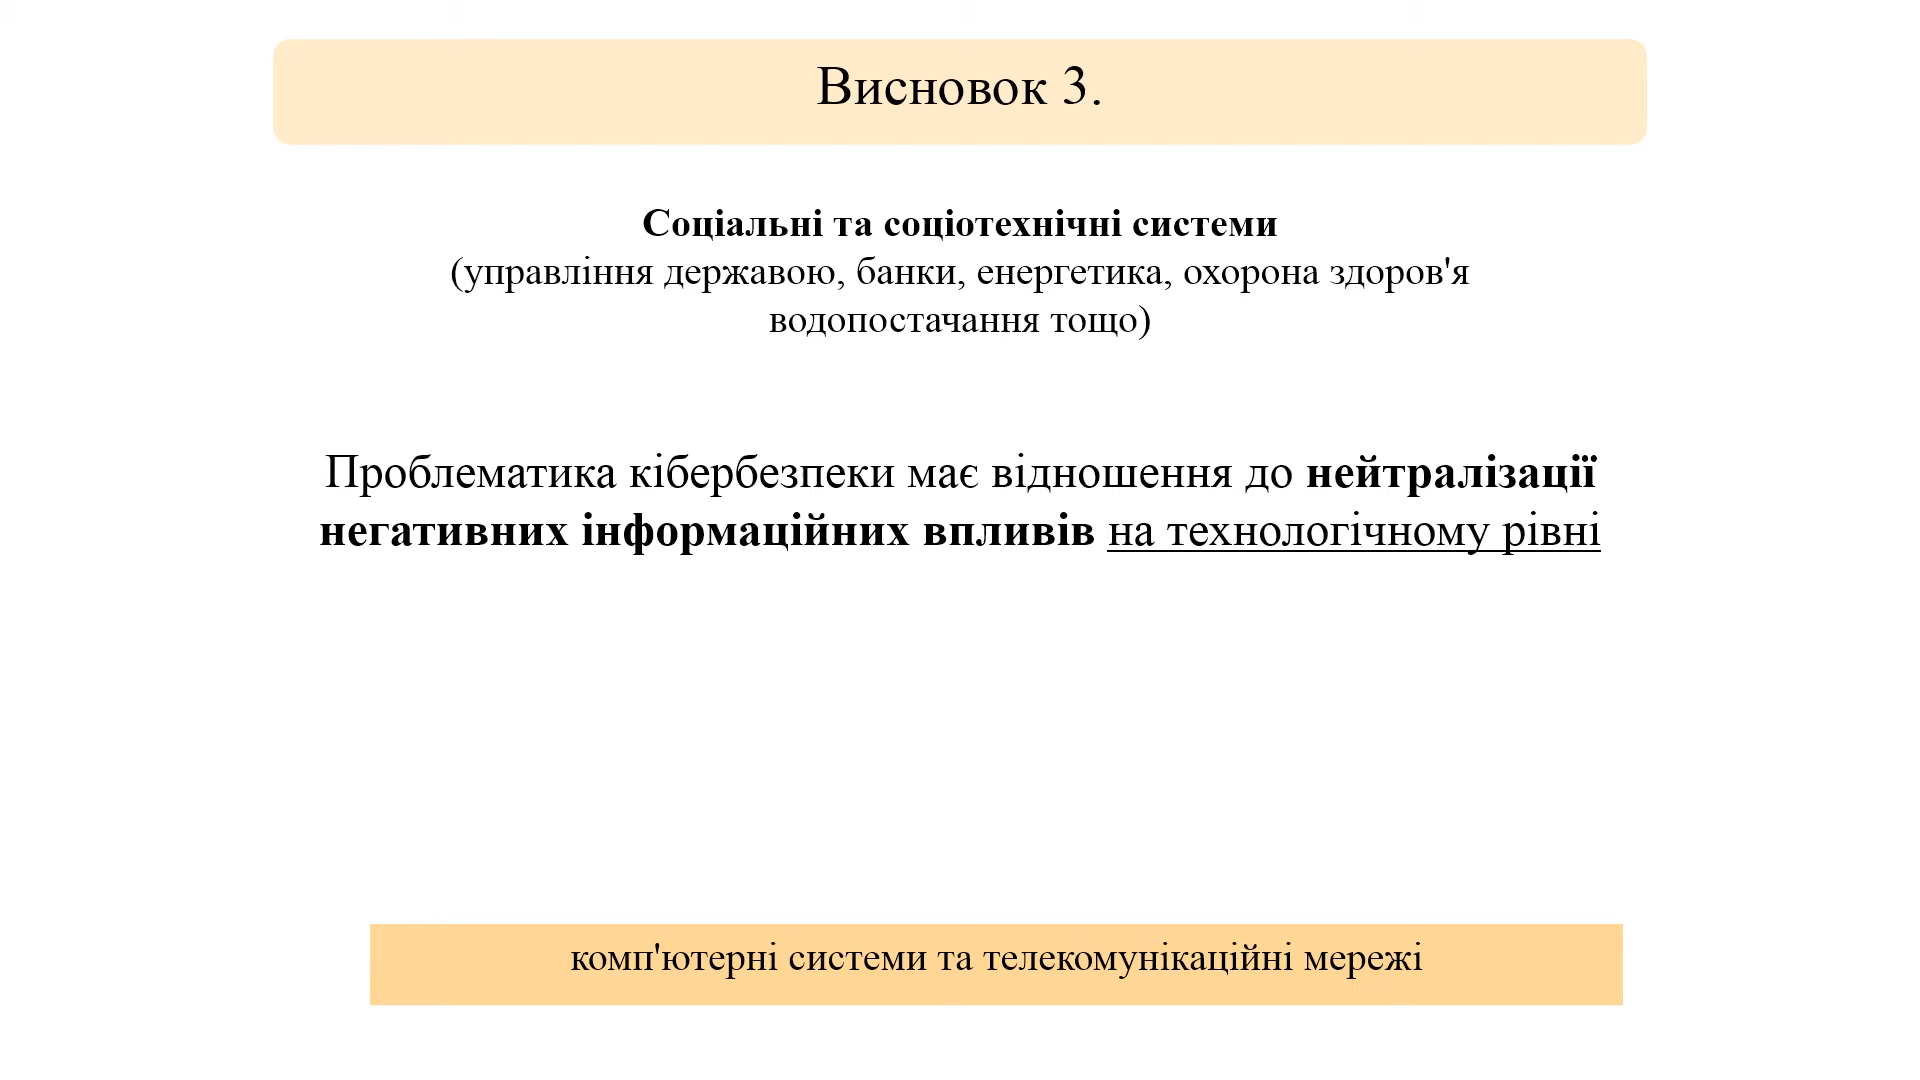 Висновок 3.
Соціальні та соціотехнічні системи
(управління державою, банки, енергетика, охорона здоров'я
водопостачання тощо)
Проблематика кібербезпеки має відношення до нейтралізації
негативних інформаційних впливів на технологічному рівні
комп'ютерні системи та телекомунікаційні мережі